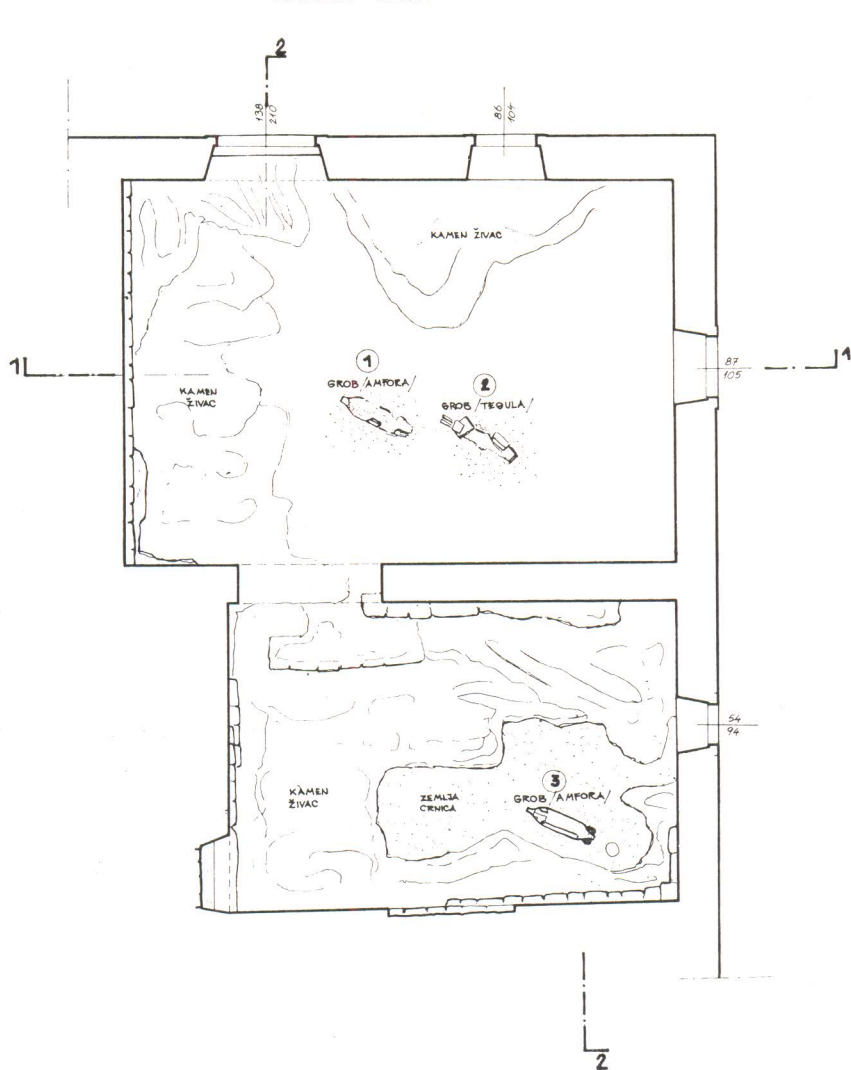 2
138
210
86
104
KAMEN ŽIVAC
1
1
87
105
1
GROB /AMFORA/
2
GROB /TEGULA/
KAMEN
ŽIVAC
54
94
3
GROB /AMFORA/
KAMEN
ŽIVAC
ZEMLJA
CRNICA
2